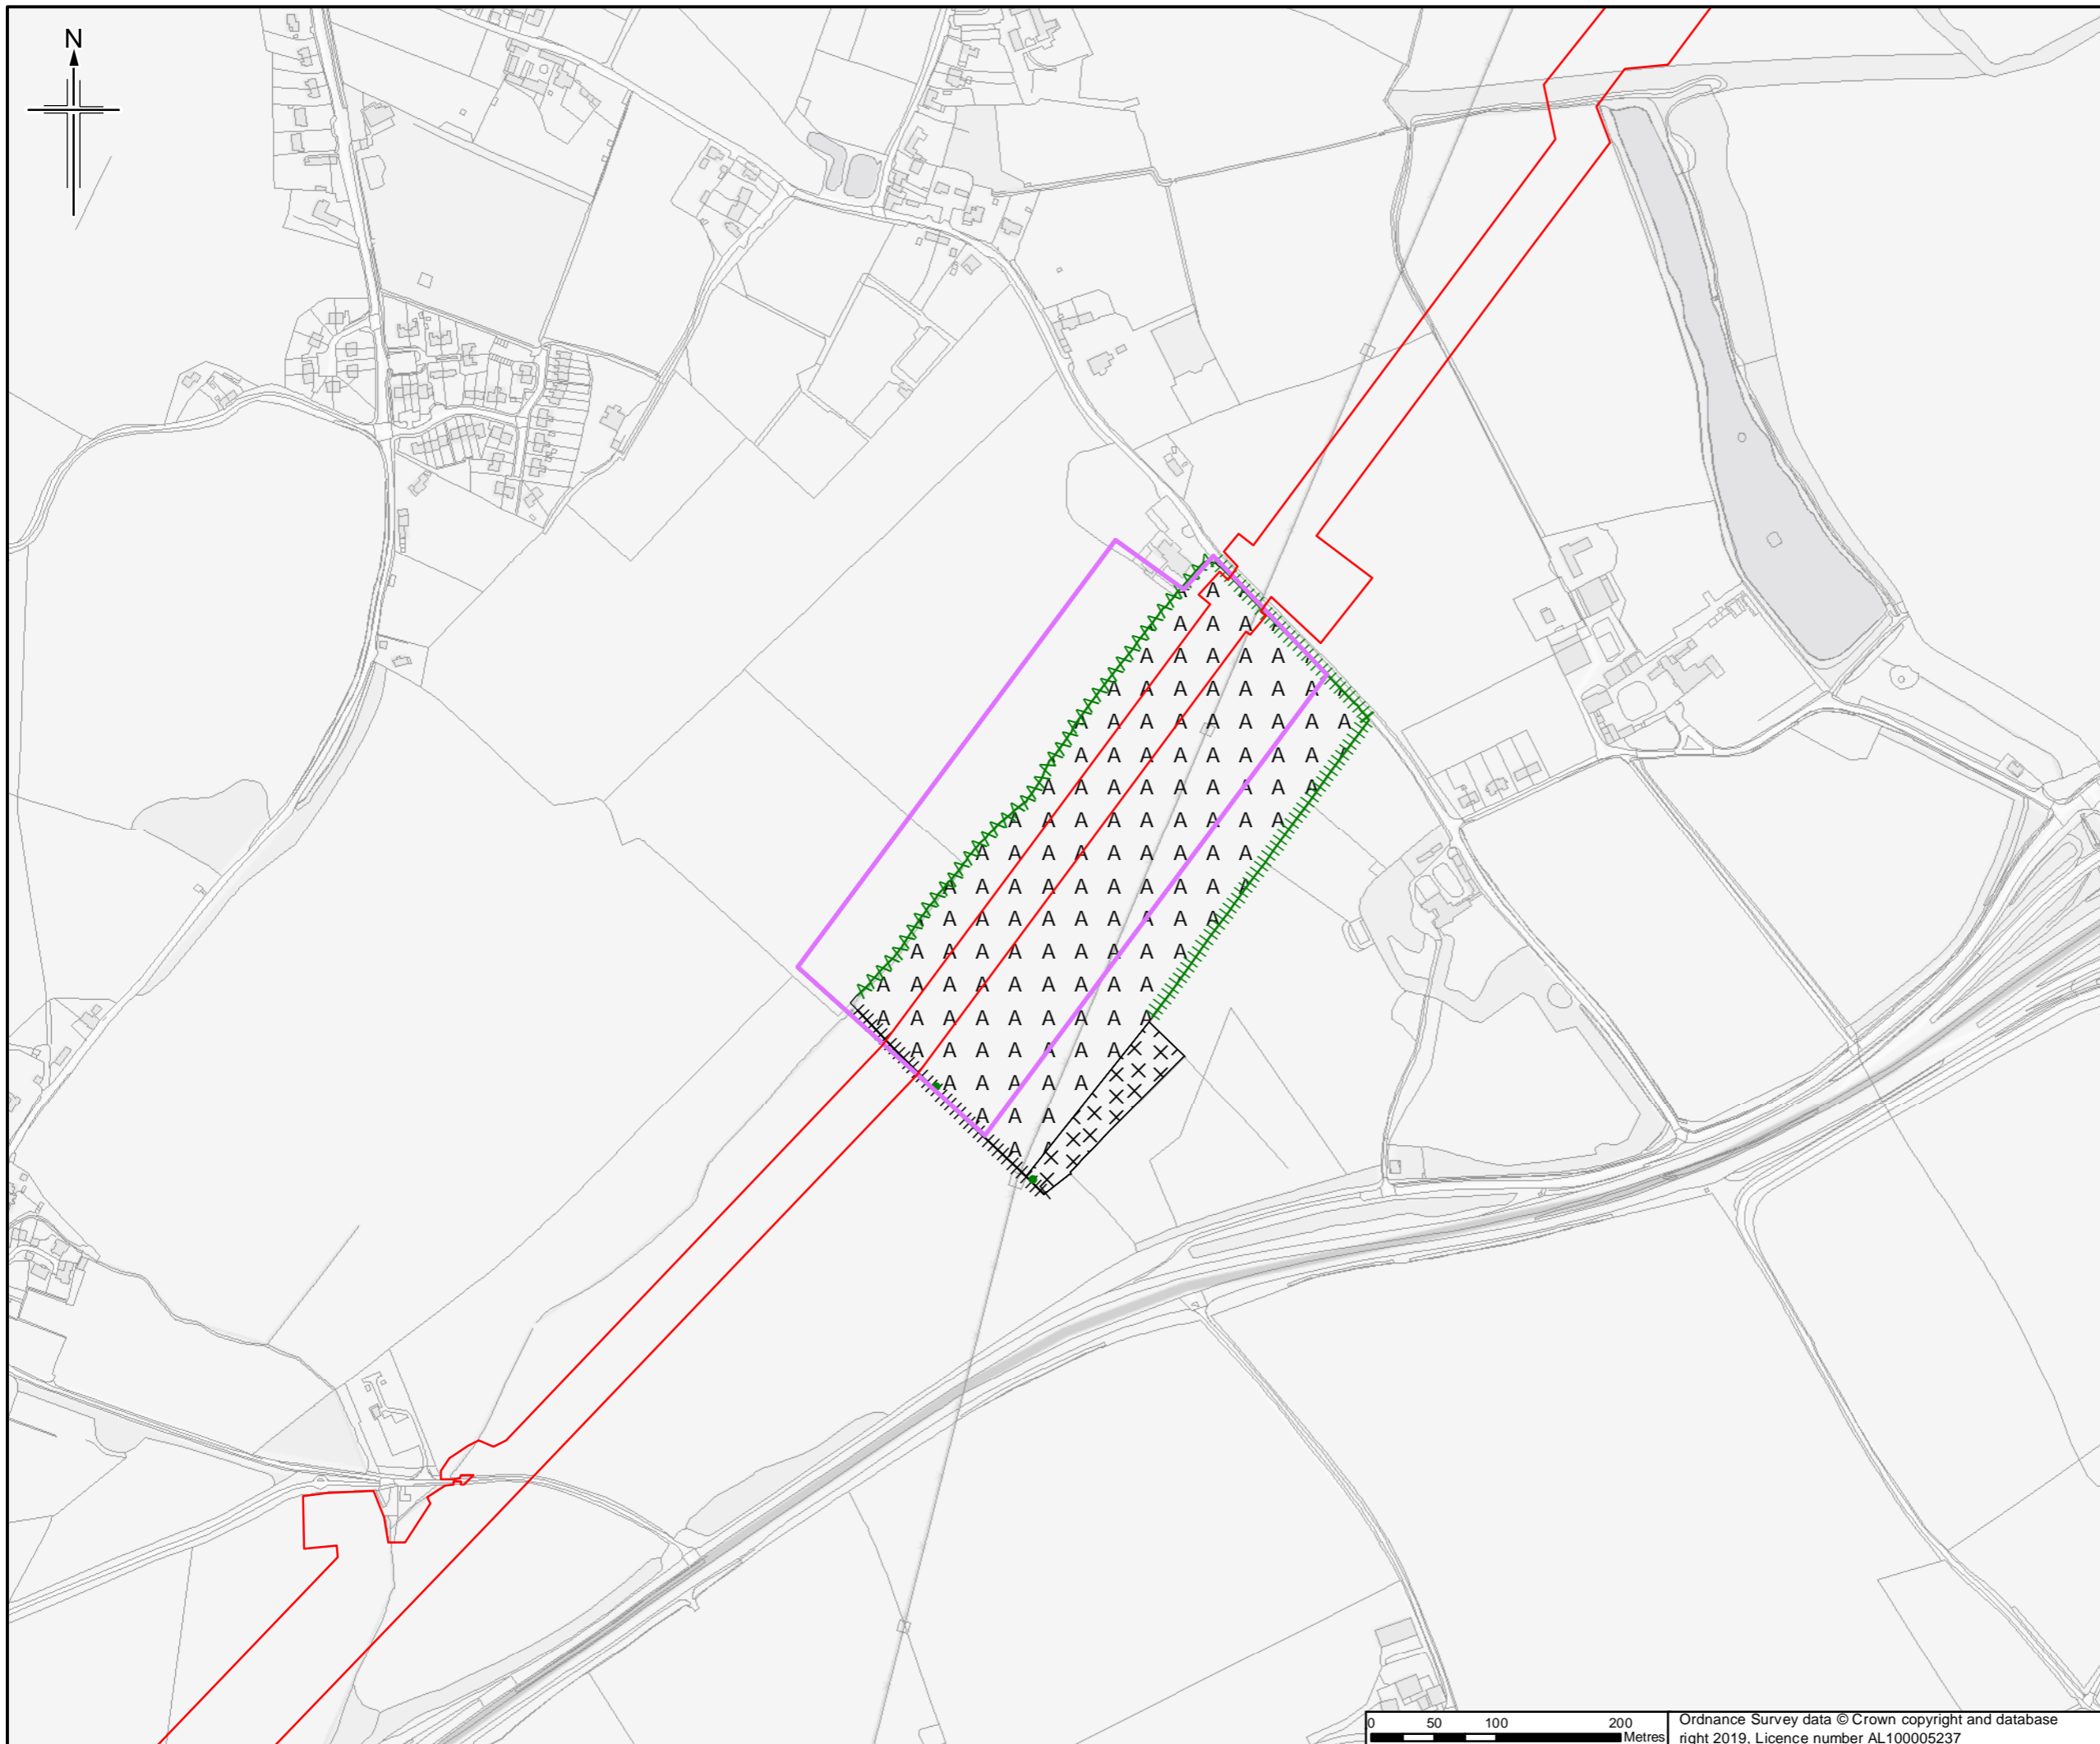 N
A A
A A A A
A A A A A
A A A A A A A
A A A A A A A A A
A A A A A A A A
A A A A A A A A A
A A A A A A A A A
A A A A A A A A A
A A A A A A A A A A
A A A A A A A A A
A A A A A A A A A
A A A A A A A A A
A A A A A A A A A
A A A A A A A
A A A A A
A A A
A A
0 50 100 200
Metres
Ordnance Survey data © Crown copyright and database
right 2019, Licence number AL100005237